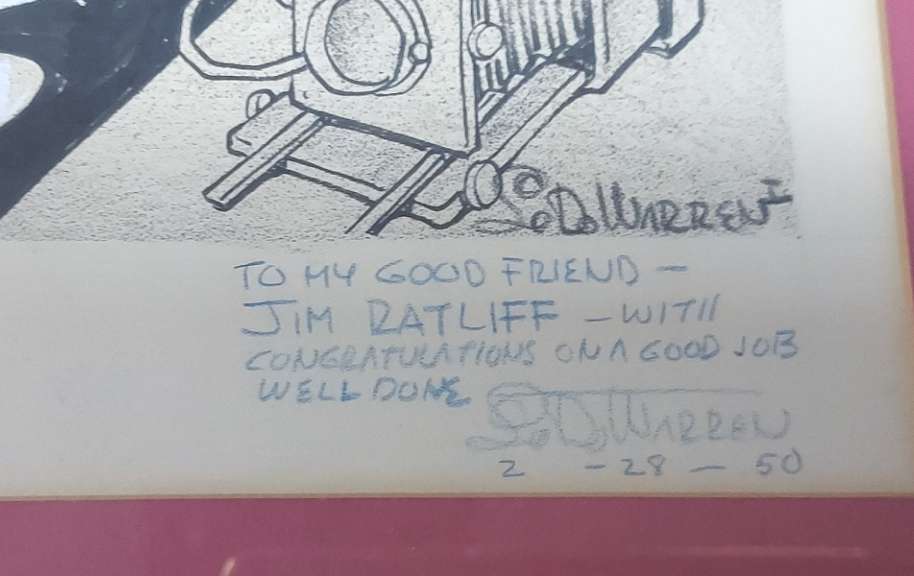 L.D. WARREN
TO MY GOOD FRIEND —
JIM RATLIFF — WITH
CONGRATULATIONS ON A GOOD JOB
WELL DONE
L.D. WARREN
2 - 28 - 50